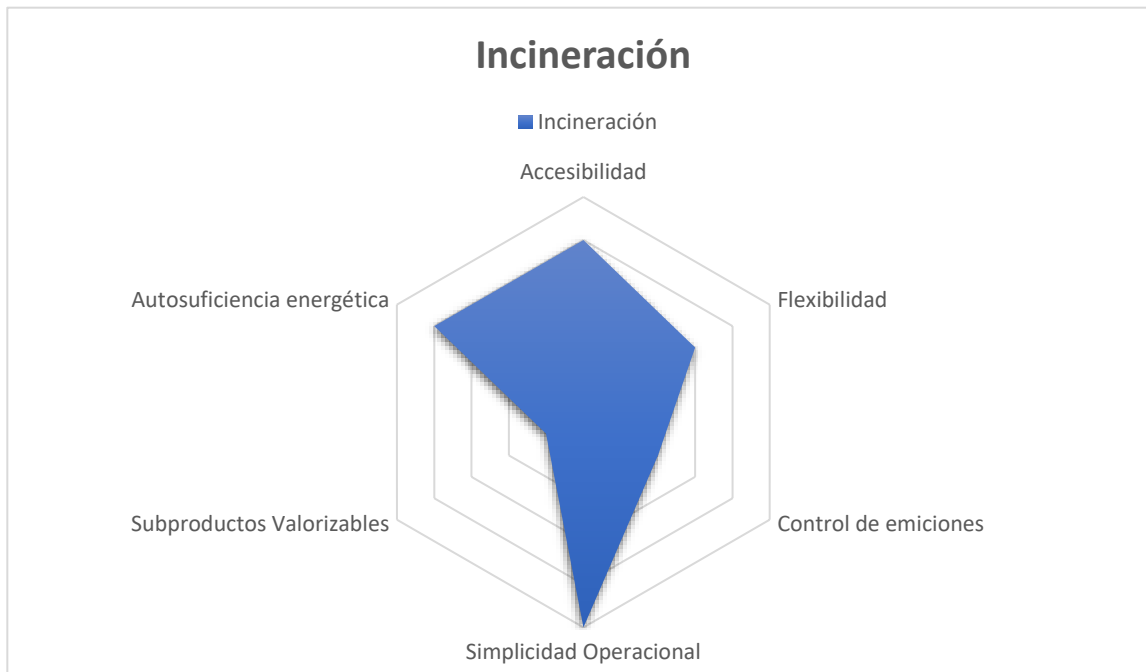 Incineración
Incineración
Accesibilidad
Autosuficiencia energética
Flexibilidad
Subproductos Valorizables
Control de emiciones
Simplicidad Operacional